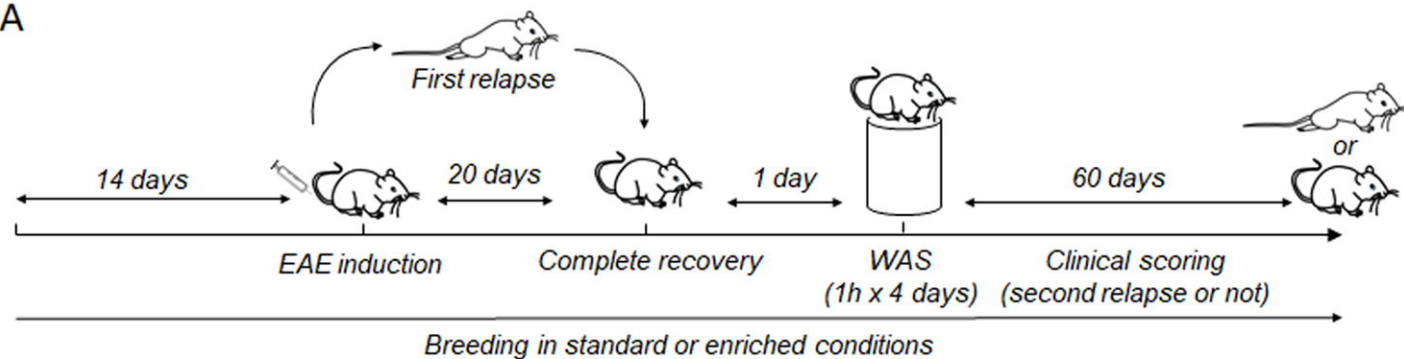 A
First relapse
14 days
20 days
1 day
60 days
or
EAE induction
Complete recovery
WAS
(1h x 4 days)
Clinical scoring
(second relapse or not)
Breeding in standard or enriched conditions